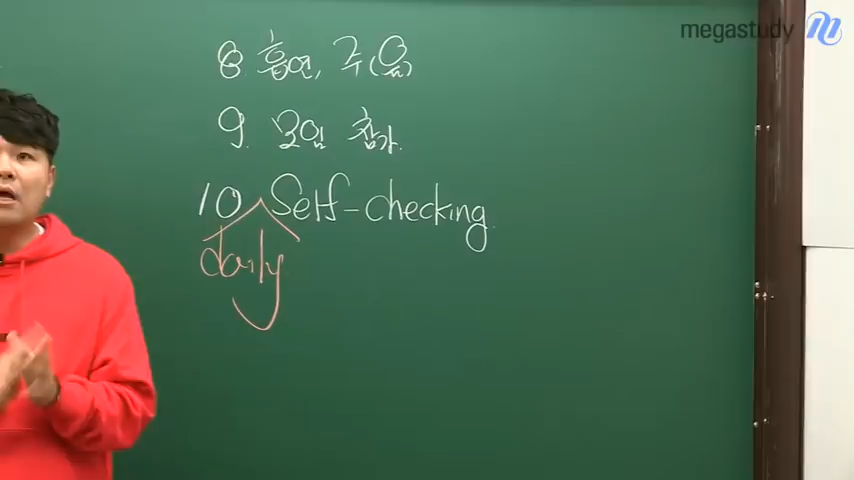 megastudy
8 흡연, 주(음)
9. 모임 참가.
10 Self-checking.
daily